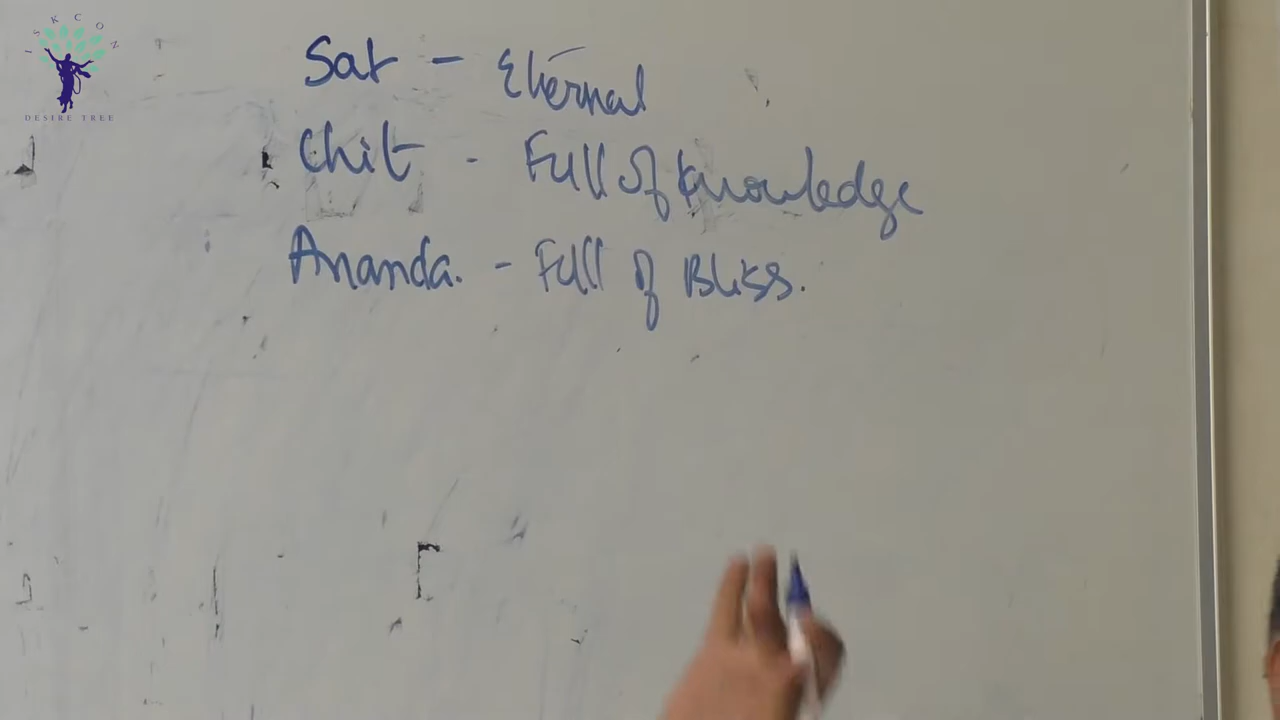 ISKCON
DESIRE TREE
Sat - Eternal
Chit - Full of Knowledge
Ananda. - Full of Bliss.